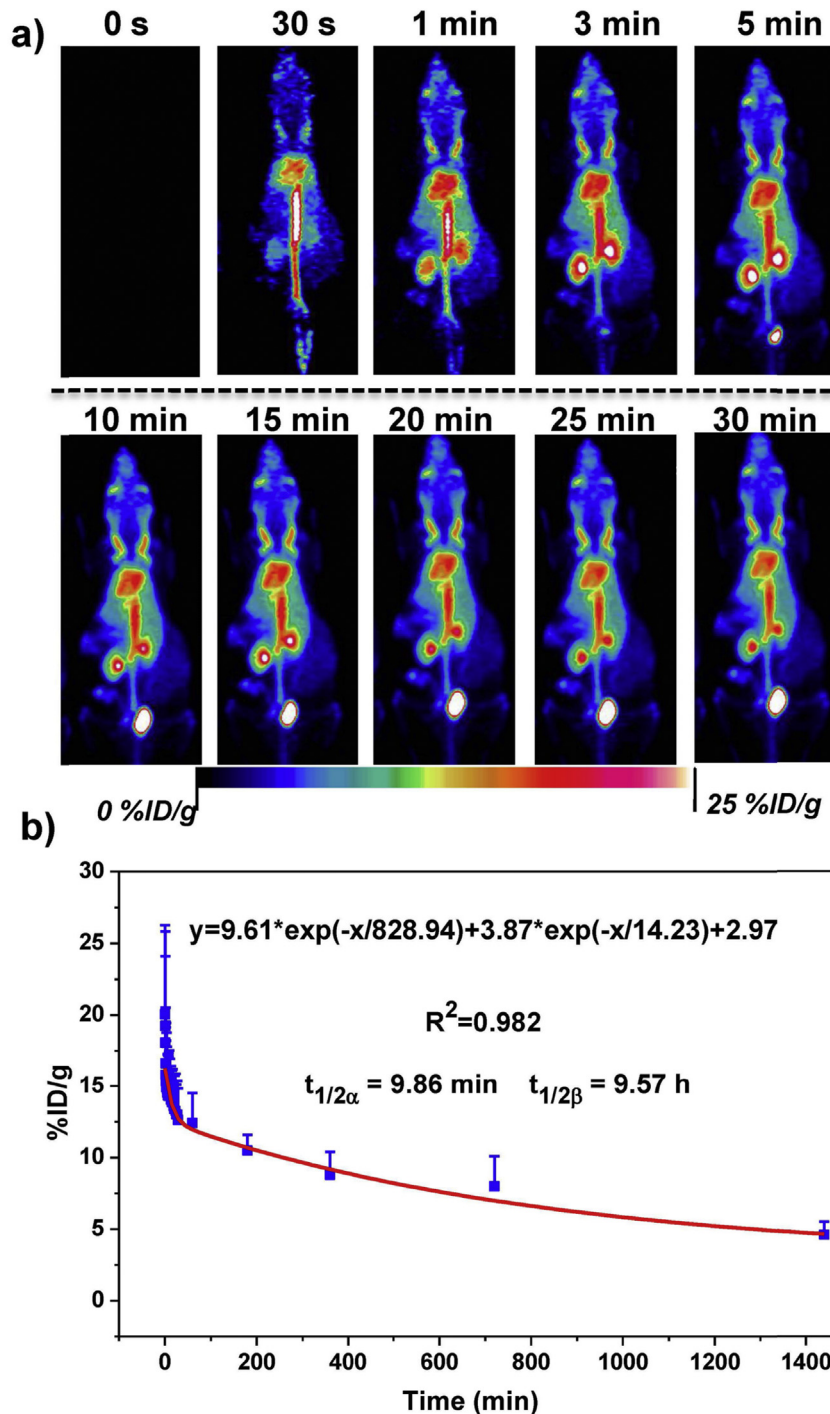 a)
0 s 30 s 1 min 3 min 5 min
10 min 15 min 20 min 25 min 30 min
0 %ID/g 25 %ID/g
b)
30
25
20
15
10
5
0
%ID/g
y=9.61*exp(-x/828.94)+3.87*exp(-x/14.23)+2.97
R²=0.982
t1/2α = 9.86 min t1/2β = 9.57 h
0 200 400 600 800 1000 1200 1400
Time (min)